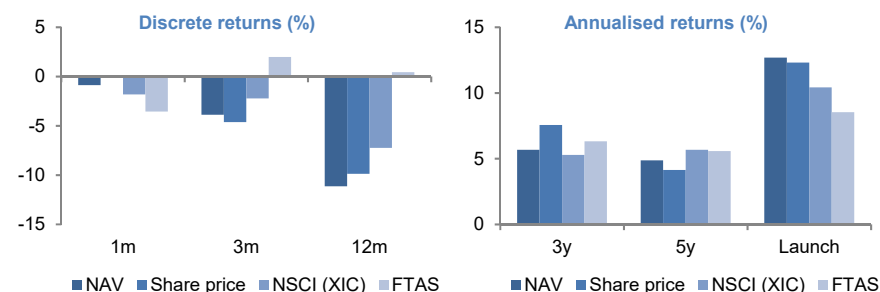 Discrete returns (%)
5
0
-5
-10
-15
1m 3m 12m
NAV Share price NSCI (XIC) FTAS
Annualised returns (%)
15
10
5
0
3y 5y Launch
NAV Share price NSCI (XIC) FTAS